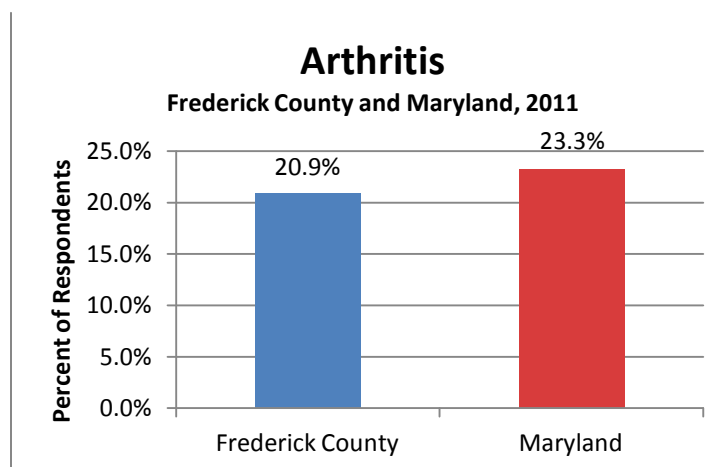 Arthritis
Frederick County and Maryland, 2011
Percent of Respondents
25.0%
20.0%
15.0%
10.0%
5.0%
0.0%
20.9%
23.3%
Frederick County
Maryland